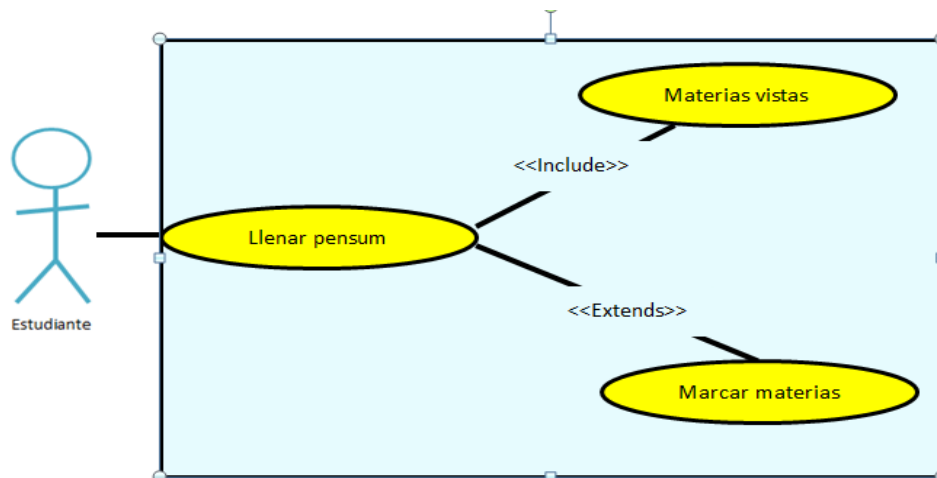 Materias vistas
<<Include>>
Llenar pensum
<<Extends>>
Estudiante
Marcar materias